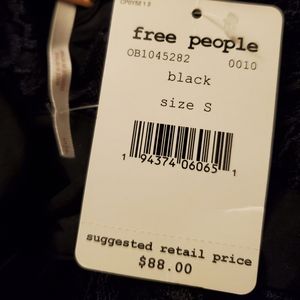 free people
OB1045282 0010
black
size S
1 94374 06065 1
suggested retail price
$88.00